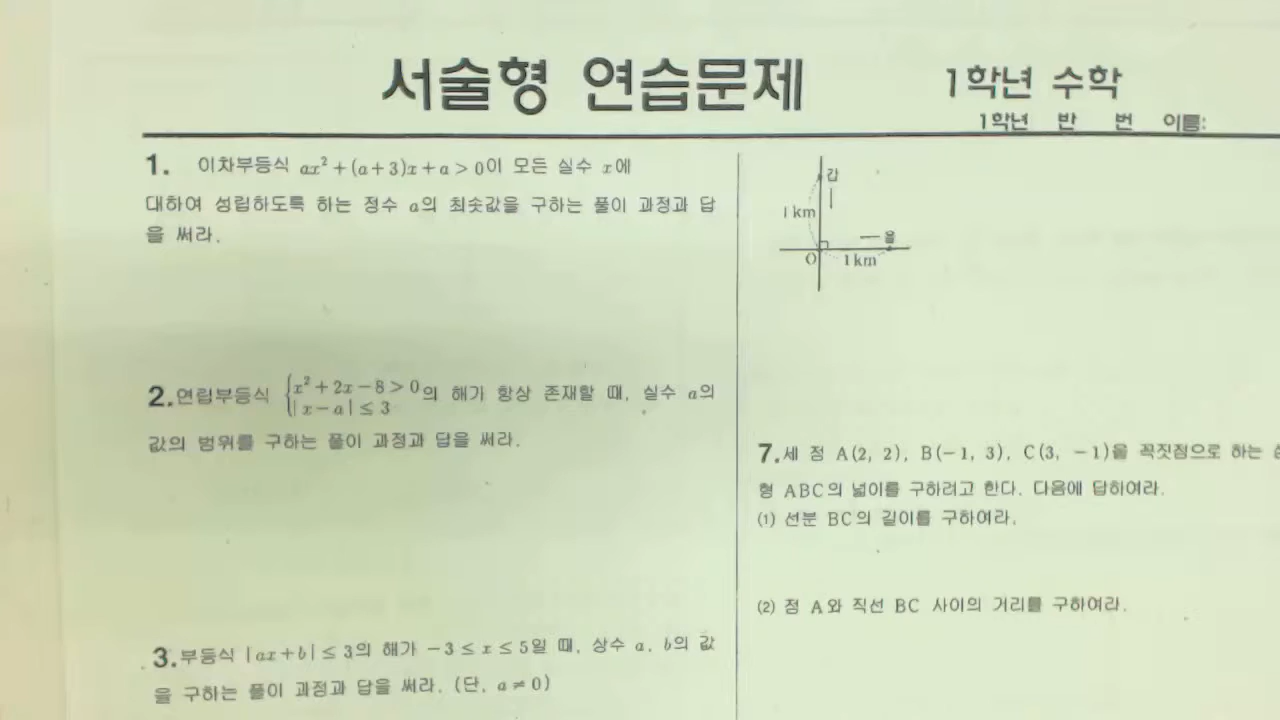 서술형 연습문제
1학년 수학
1학년 반 번 이름:
1. 이차부등식 ax²+(a+3)x+a>0이 모든 실수 x에
대하여 성립하도록 하는 정수 a의 최솟값을 구하는 풀이 과정과 답
을 써라.
2. 연립부등식 { x²+2x-8>0 의 해가 항상 존재할 때, 실수 a의
|x-a|≤3
값의 범위를 구하는 풀이 과정과 답을 써라.
3. 부등식 |ax+b|≤3의 해가 -3≤x≤5일 때, 상수 a, b의 값
을 구하는 풀이 과정과 답을 써라. (단, a≠0)
갑
1 km
을
O 1 km
7. 세 점 A(2, 2), B(-1, 3), C(3, -1)을 꼭짓점으로 하는
형 ABC의 넓이를 구하려고 한다. 다음에 답하여라.
(1) 선분 BC의 길이를 구하여라.
(2) 점 A와 직선 BC 사이의 거리를 구하여라.